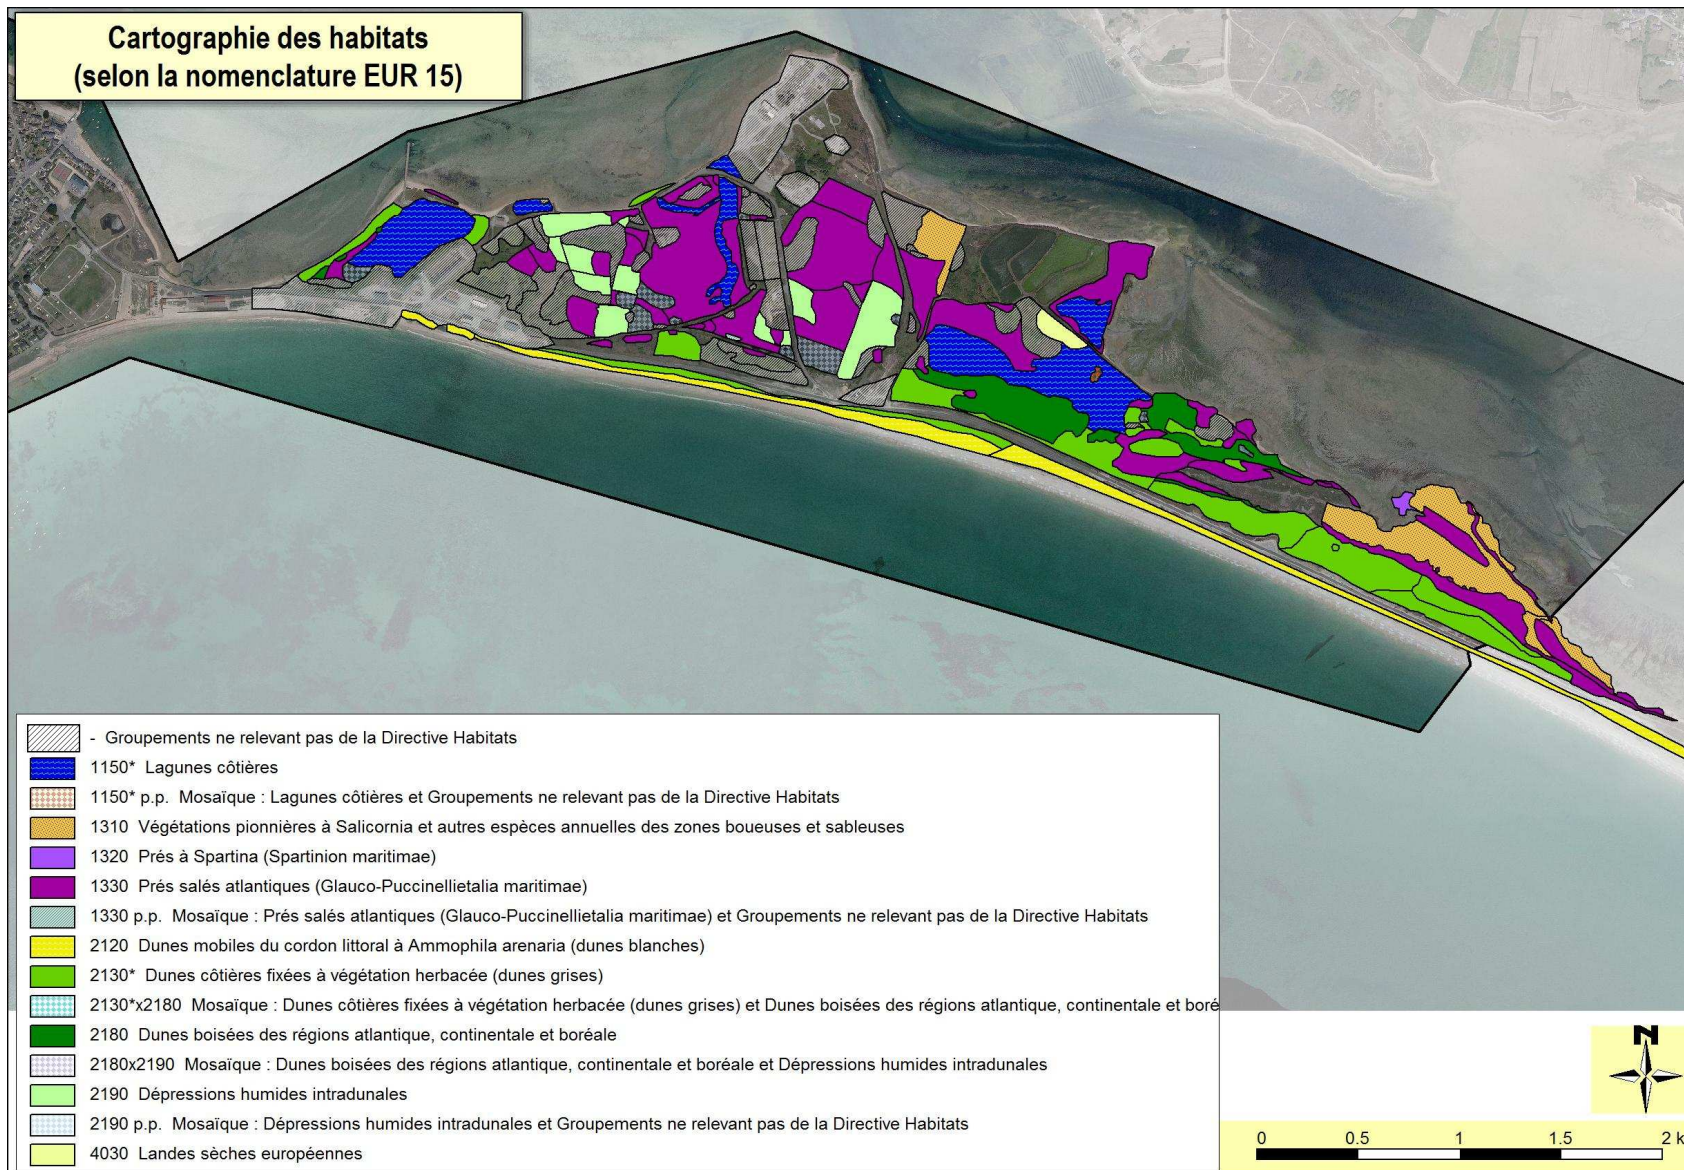 Cartographie des habitats
(selon la nomenclature EUR 15)
- Groupements ne relevant pas de la Directive Habitats
1150* Lagunes côtières
1150* p.p. Mosaïque : Lagunes côtières et Groupements ne relevant pas de la Directive Habitats
1310 Végétations pionnières à Salicornia et autres espèces annuelles des zones boueuses et sableuses
1320 Prés à Spartina (Spartinion maritimae)
1330 Prés salés atlantiques (Glauco-Puccinellietalia maritimae)
1330 p.p. Mosaïque : Prés salés atlantiques (Glauco-Puccinellietalia maritimae) et Groupements ne relevant pas de la Directive Habitats
2120 Dunes mobiles du cordon littoral à Ammophila arenaria (dunes blanches)
2130* Dunes côtières fixées à végétation herbacée (dunes grises)
2130*x2180 Mosaïque : Dunes côtières fixées à végétation herbacée (dunes grises) et Dunes boisées des régions atlantique, continentale et boré
2180 Dunes boisées des régions atlantique, continentale et boréale
2180x2190 Mosaïque : Dunes boisées des régions atlantique, continentale et boréale et Dépressions humides intradunales
2190 Dépressions humides intradunales
2190 p.p. Mosaïque : Dépressions humides intradunales et Groupements ne relevant pas de la Directive Habitats
4030 Landes sèches européennes
N
0 0.5 1 1.5 2 k